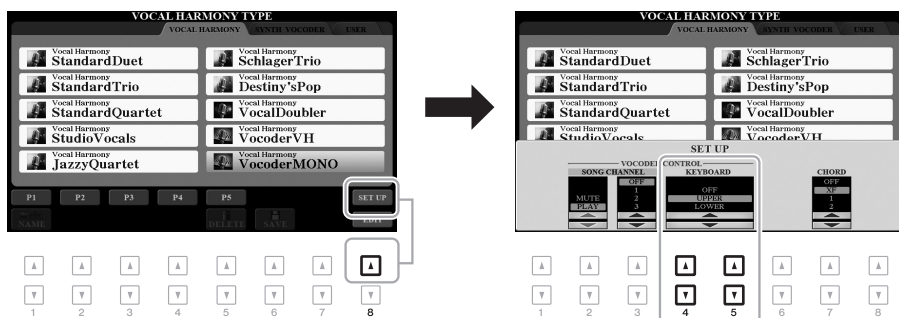 VOCAL HARMONY TYPE
VOCAL HARMONY SYNTH VOCODER USER
Vocal Harmony
StandardDuet
Vocal Harmony
SchlagerTrio
Vocal Harmony
StandardTrio
Vocal Harmony
Destiny'sPop
Vocal Harmony
StandardQuartet
Vocal Harmony
VocalDoubler
Vocal Harmony
StudioVocals
Vocal Harmony
VocoderVH
Vocal Harmony
JazzyQuartet
Vocal Harmony
VocoderMONO
P1 P2 P3 P4 P5 SET UP
NAME DELETE SAVE EDIT
1 2 3 4 5 6 7 8
VOCAL HARMONY TYPE
VOCAL HARMONY SYNTH VOCODER USER
Vocal Harmony
StandardDuet
Vocal Harmony
SchlagerTrio
Vocal Harmony
StandardTrio
Vocal Harmony
Destiny'sPop
Vocal Harmony
StandardQuartet
Vocal Harmony
VocalDoubler
Vocal Harmony
StudioVocals
Vocal Harmony
VocoderVH
SET UP
VOCODER CONTROL
SONG CHANNEL KEYBOARD CHORD
MUTE
PLAY
OFF
1
2
3
OFF
UPPER
LOWER
OFF
XF
1
2
1 2 3 4 5 6 7 8